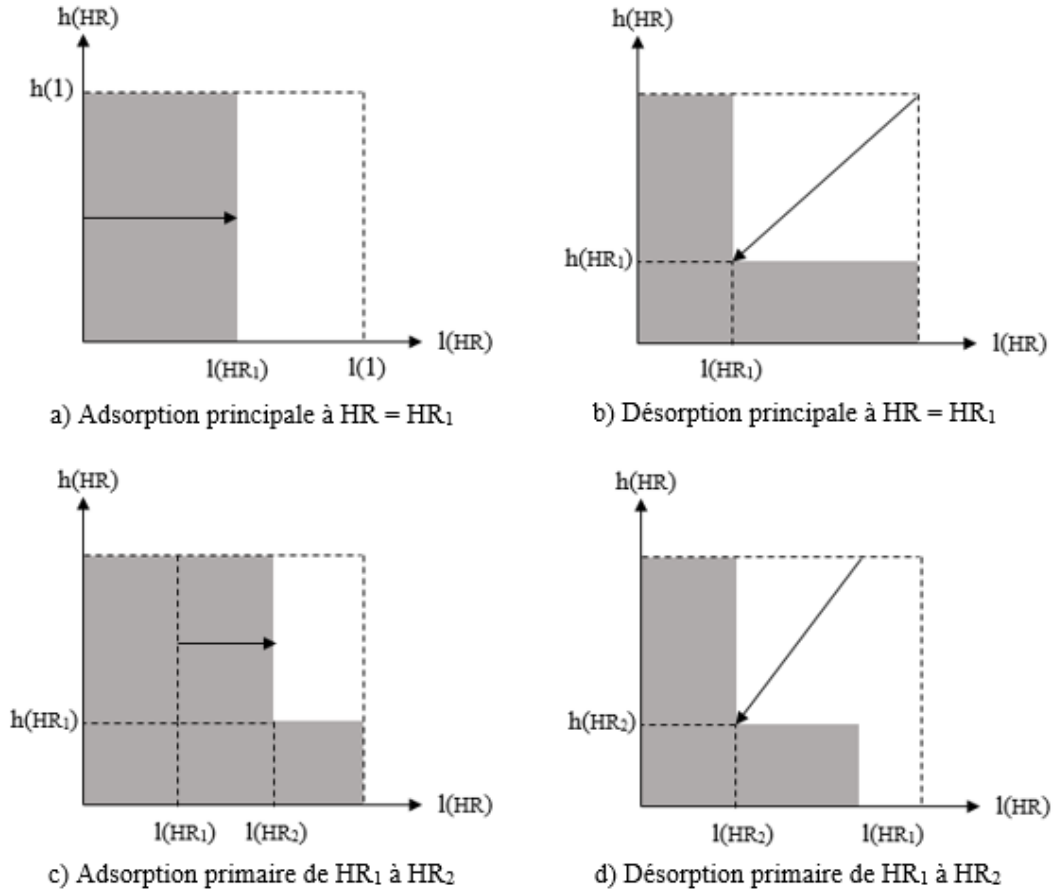 h(HR)
h(1)
l(HR)
l(HR₁)
l(1)
a) Adsorption principale à HR = HR₁
h(HR)
h(HR₁)
l(HR)
l(HR₁)
b) Désorption principale à HR = HR₁
h(HR)
h(HR₁)
l(HR)
l(HR₁)
l(HR₂)
c) Adsorption primaire de HR₁ à HR₂
h(HR)
h(HR₂)
l(HR)
l(HR₂)
l(HR₁)
d) Désorption primaire de HR₁ à HR₂